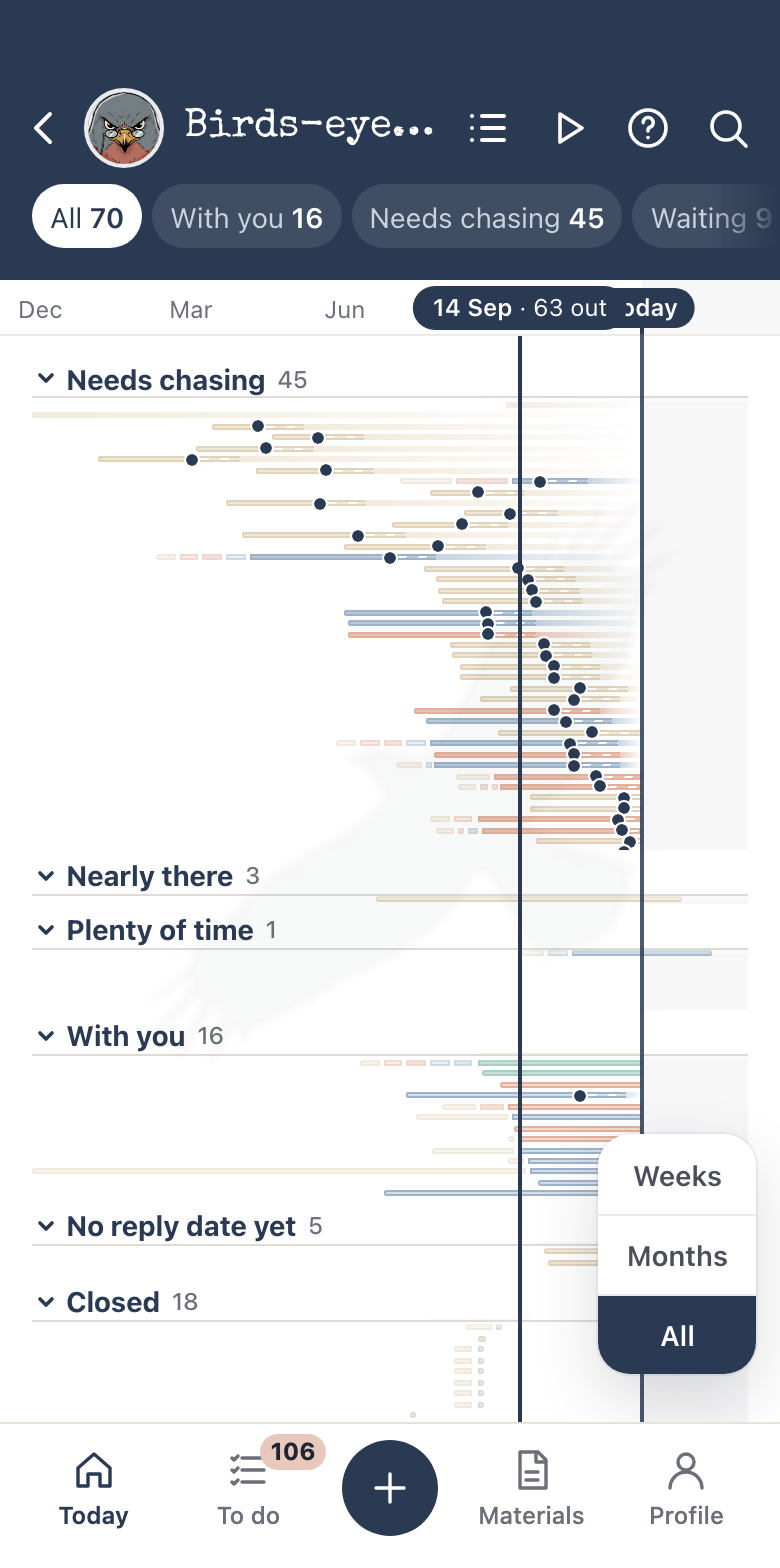 Birds-eye...
All 70
With you 16
Needs chasing 45
Waiting 9
Dec
Mar
Jun
14 Sep · 63 out
oday
Needs chasing 45
Nearly there 3
Plenty of time 1
With you 16
No reply date yet 5
Closed 18
Weeks
Months
All
106
Today
To do
Materials
Profile